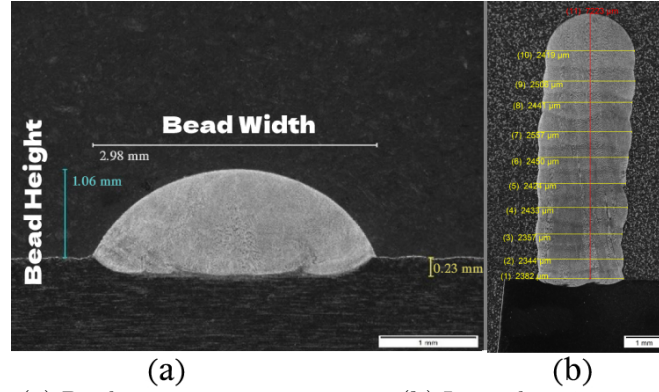 Bead Width
2.98 mm
Bead Height
1.06 mm
0.23 mm
1 mm
(10) 2419 µm
(9) 2506 µm
(8) 2443 µm
(7) 2557 µm
(6) 2450 µm
(5) 2424 µm
(4) 2433 µm
(3) 2357 µm
(2) 2344 µm
(1) 2382 µm
1 mm
(a)
(b)